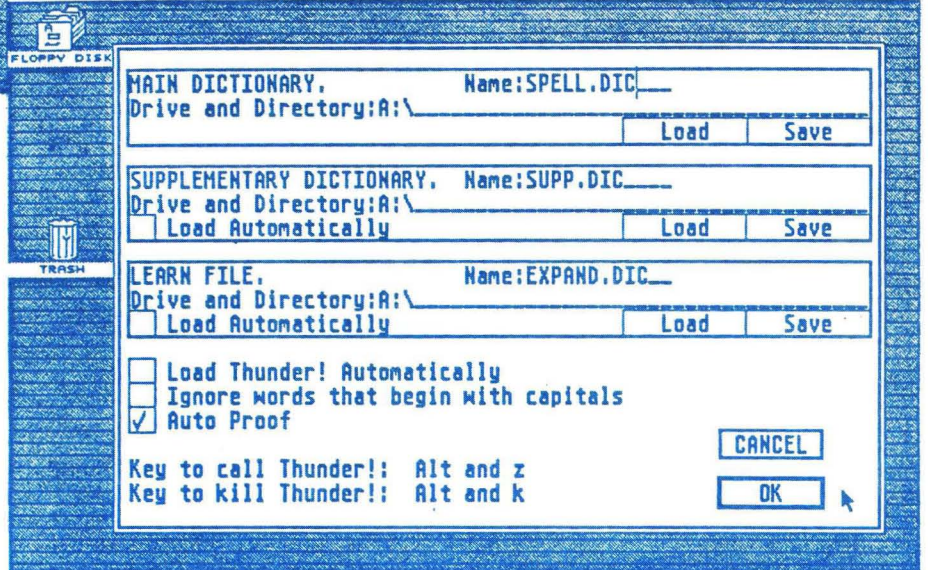 FLOPPY DISK
MAIN DICTIONARY. Name:SPELL.DIC___
Drive and Directory:A:\
Load Save
SUPPLEMENTARY DICTIONARY. Name:SUPP.DIC____
Drive and Directory:A:\
Load Automatically Load Save
TRASH
LEARN FILE. Name:EXPAND.DIC__
Drive and Directory:A:\
Load Automatically Load Save
Load Thunder! Automatically
Ignore words that begin with capitals
Auto Proof
CANCEL
Key to call Thunder!: Alt and z
Key to kill Thunder!: Alt and k
OK